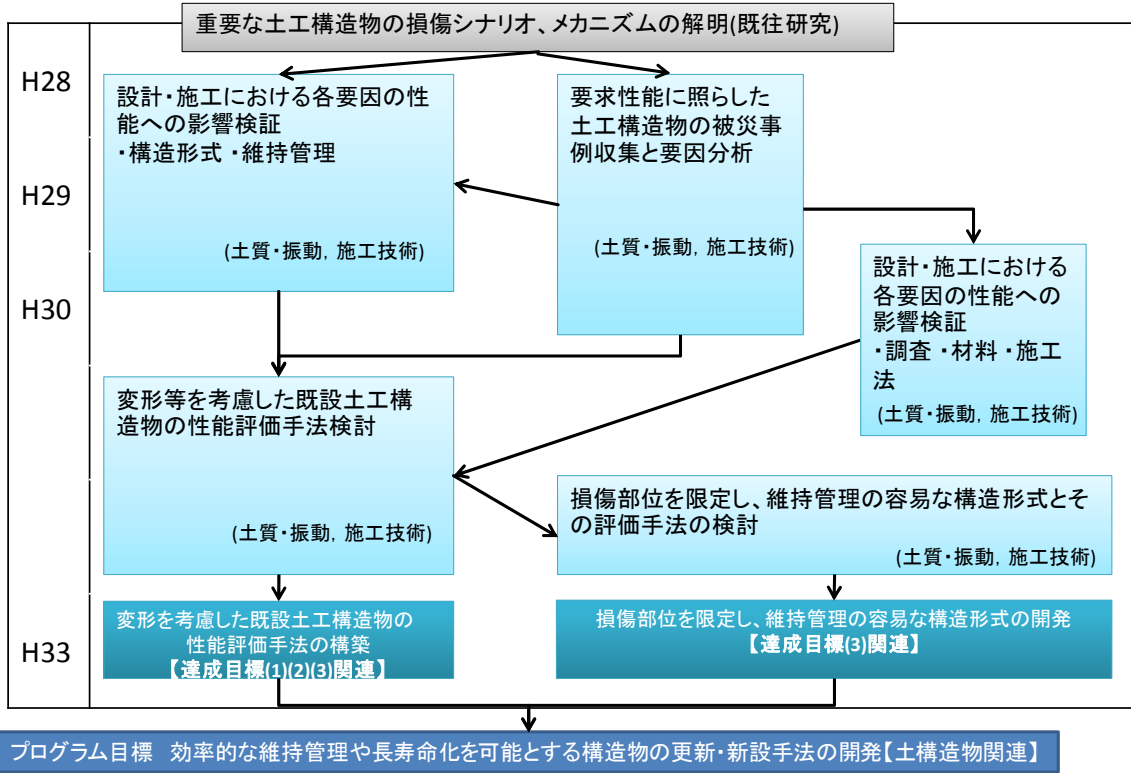 重要な土工構造物の損傷シナリオ、メカニズムの解明(既往研究)
H28
設計・施工における各要因の性
能への影響検証
・構造形式 ・維持管理
(土質・振動, 施工技術)
要求性能に照らした
土工構造物の被災事
例収集と要因分析
(土質・振動, 施工技術)
H29
設計・施工における
各要因の性能への
影響検証
・調査 ・材料 ・施工
法
(土質・振動, 施工技術)
H30
変形等を考慮した既設土工構
造物の性能評価手法検討
(土質・振動, 施工技術)
損傷部位を限定し、維持管理の容易な構造形式とそ
の評価手法の検討
(土質・振動, 施工技術)
H33
変形を考慮した既設土工構造物の
性能評価手法の構築
【達成目標(1)(2)(3)関連】
損傷部位を限定し、維持管理の容易な構造形式の開発
【達成目標(3)関連】
プログラム目標 効率的な維持管理や長寿命化を可能とする構造物の更新・新設手法の開発【土構造物関連】